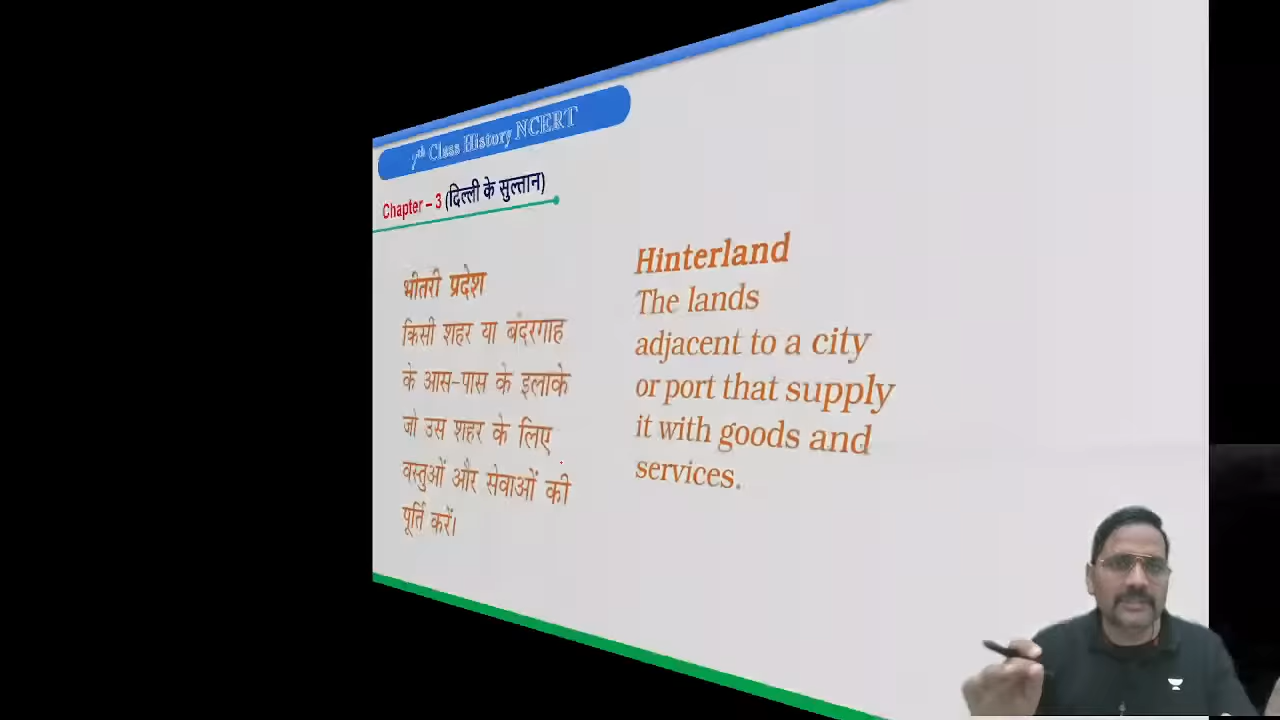 7th Class History NCERT
Chapter – 3 (दिल्ली के सुल्तान)
भीतरी प्रदेश
किसी शहर या बंदरगाह
के आस-पास के इलाके
जो उस शहर के लिए
वस्तुओं और सेवाओं की
पूर्ति करें।
Hinterland
The lands
adjacent to a city
or port that supply
it with goods and
services.